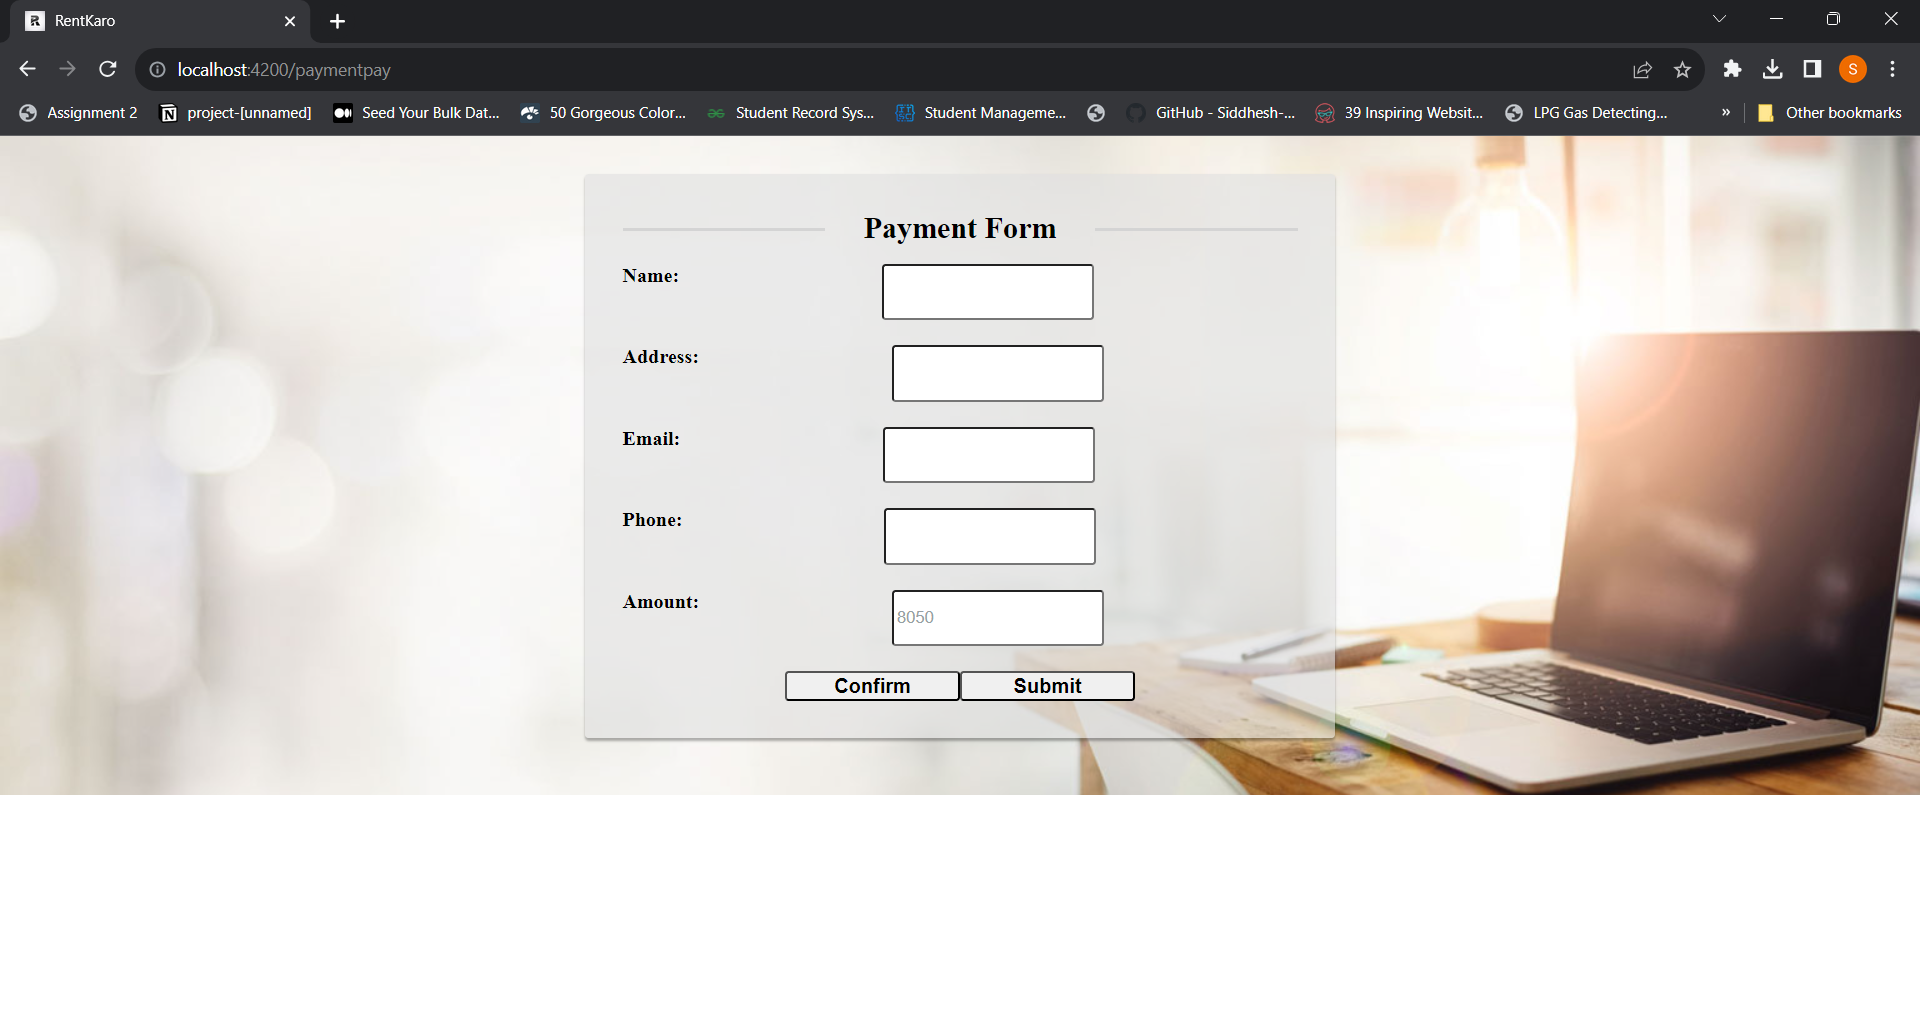 RentKaro
localhost:4200/paymentpay
S
Assignment 2 project-[unnamed] Seed Your Bulk Dat... 50 Gorgeous Color... Student Record Sys... Student Manageme... GitHub - Siddhesh-... 39 Inspiring Websit... LPG Gas Detecting... » Other bookmarks
Payment Form
Name:
Address:
Email:
Phone:
Amount: 8050
Confirm Submit